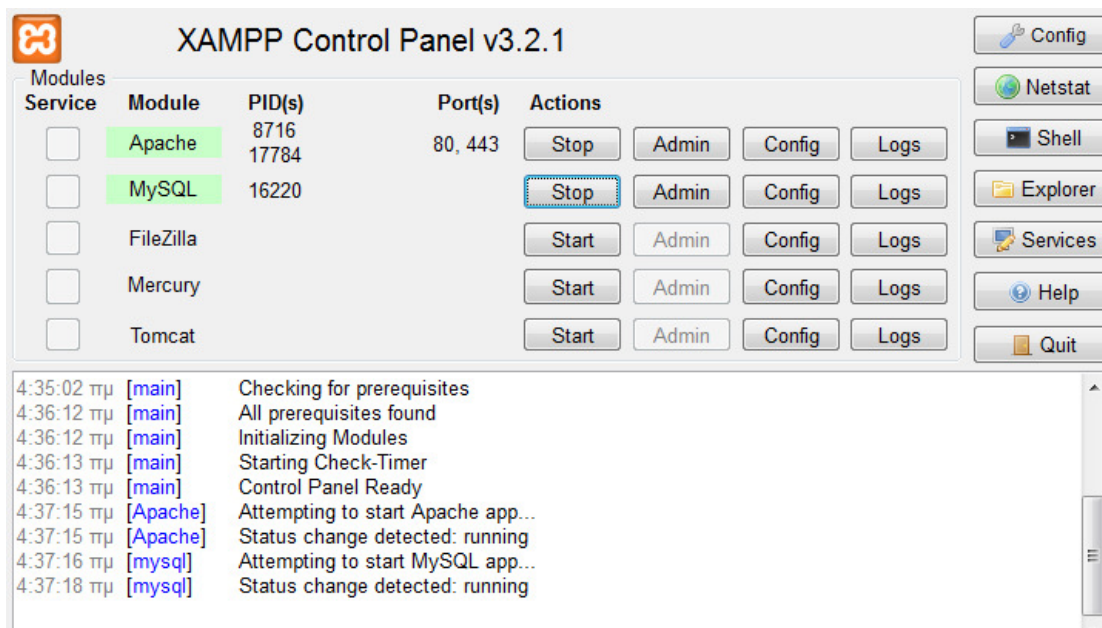 XAMPP Control Panel v3.2.1
Config
Modules
Netstat
Service Module PID(s) Port(s) Actions
Apache 8716 17784 80, 443 Stop Admin Config Logs
Shell
MySQL 16220 Stop Admin Config Logs
Explorer
FileZilla Start Admin Config Logs
Services
Mercury Start Admin Config Logs
Help
Tomcat Start Admin Config Logs
Quit
4:35:02 πμ [main] Checking for prerequisites
4:36:12 πμ [main] All prerequisites found
4:36:12 πμ [main] Initializing Modules
4:36:13 πμ [main] Starting Check-Timer
4:36:13 πμ [main] Control Panel Ready
4:37:15 πμ [Apache] Attempting to start Apache app...
4:37:15 πμ [Apache] Status change detected: running
4:37:16 πμ [mysql] Attempting to start MySQL app...
4:37:18 πμ [mysql] Status change detected: running